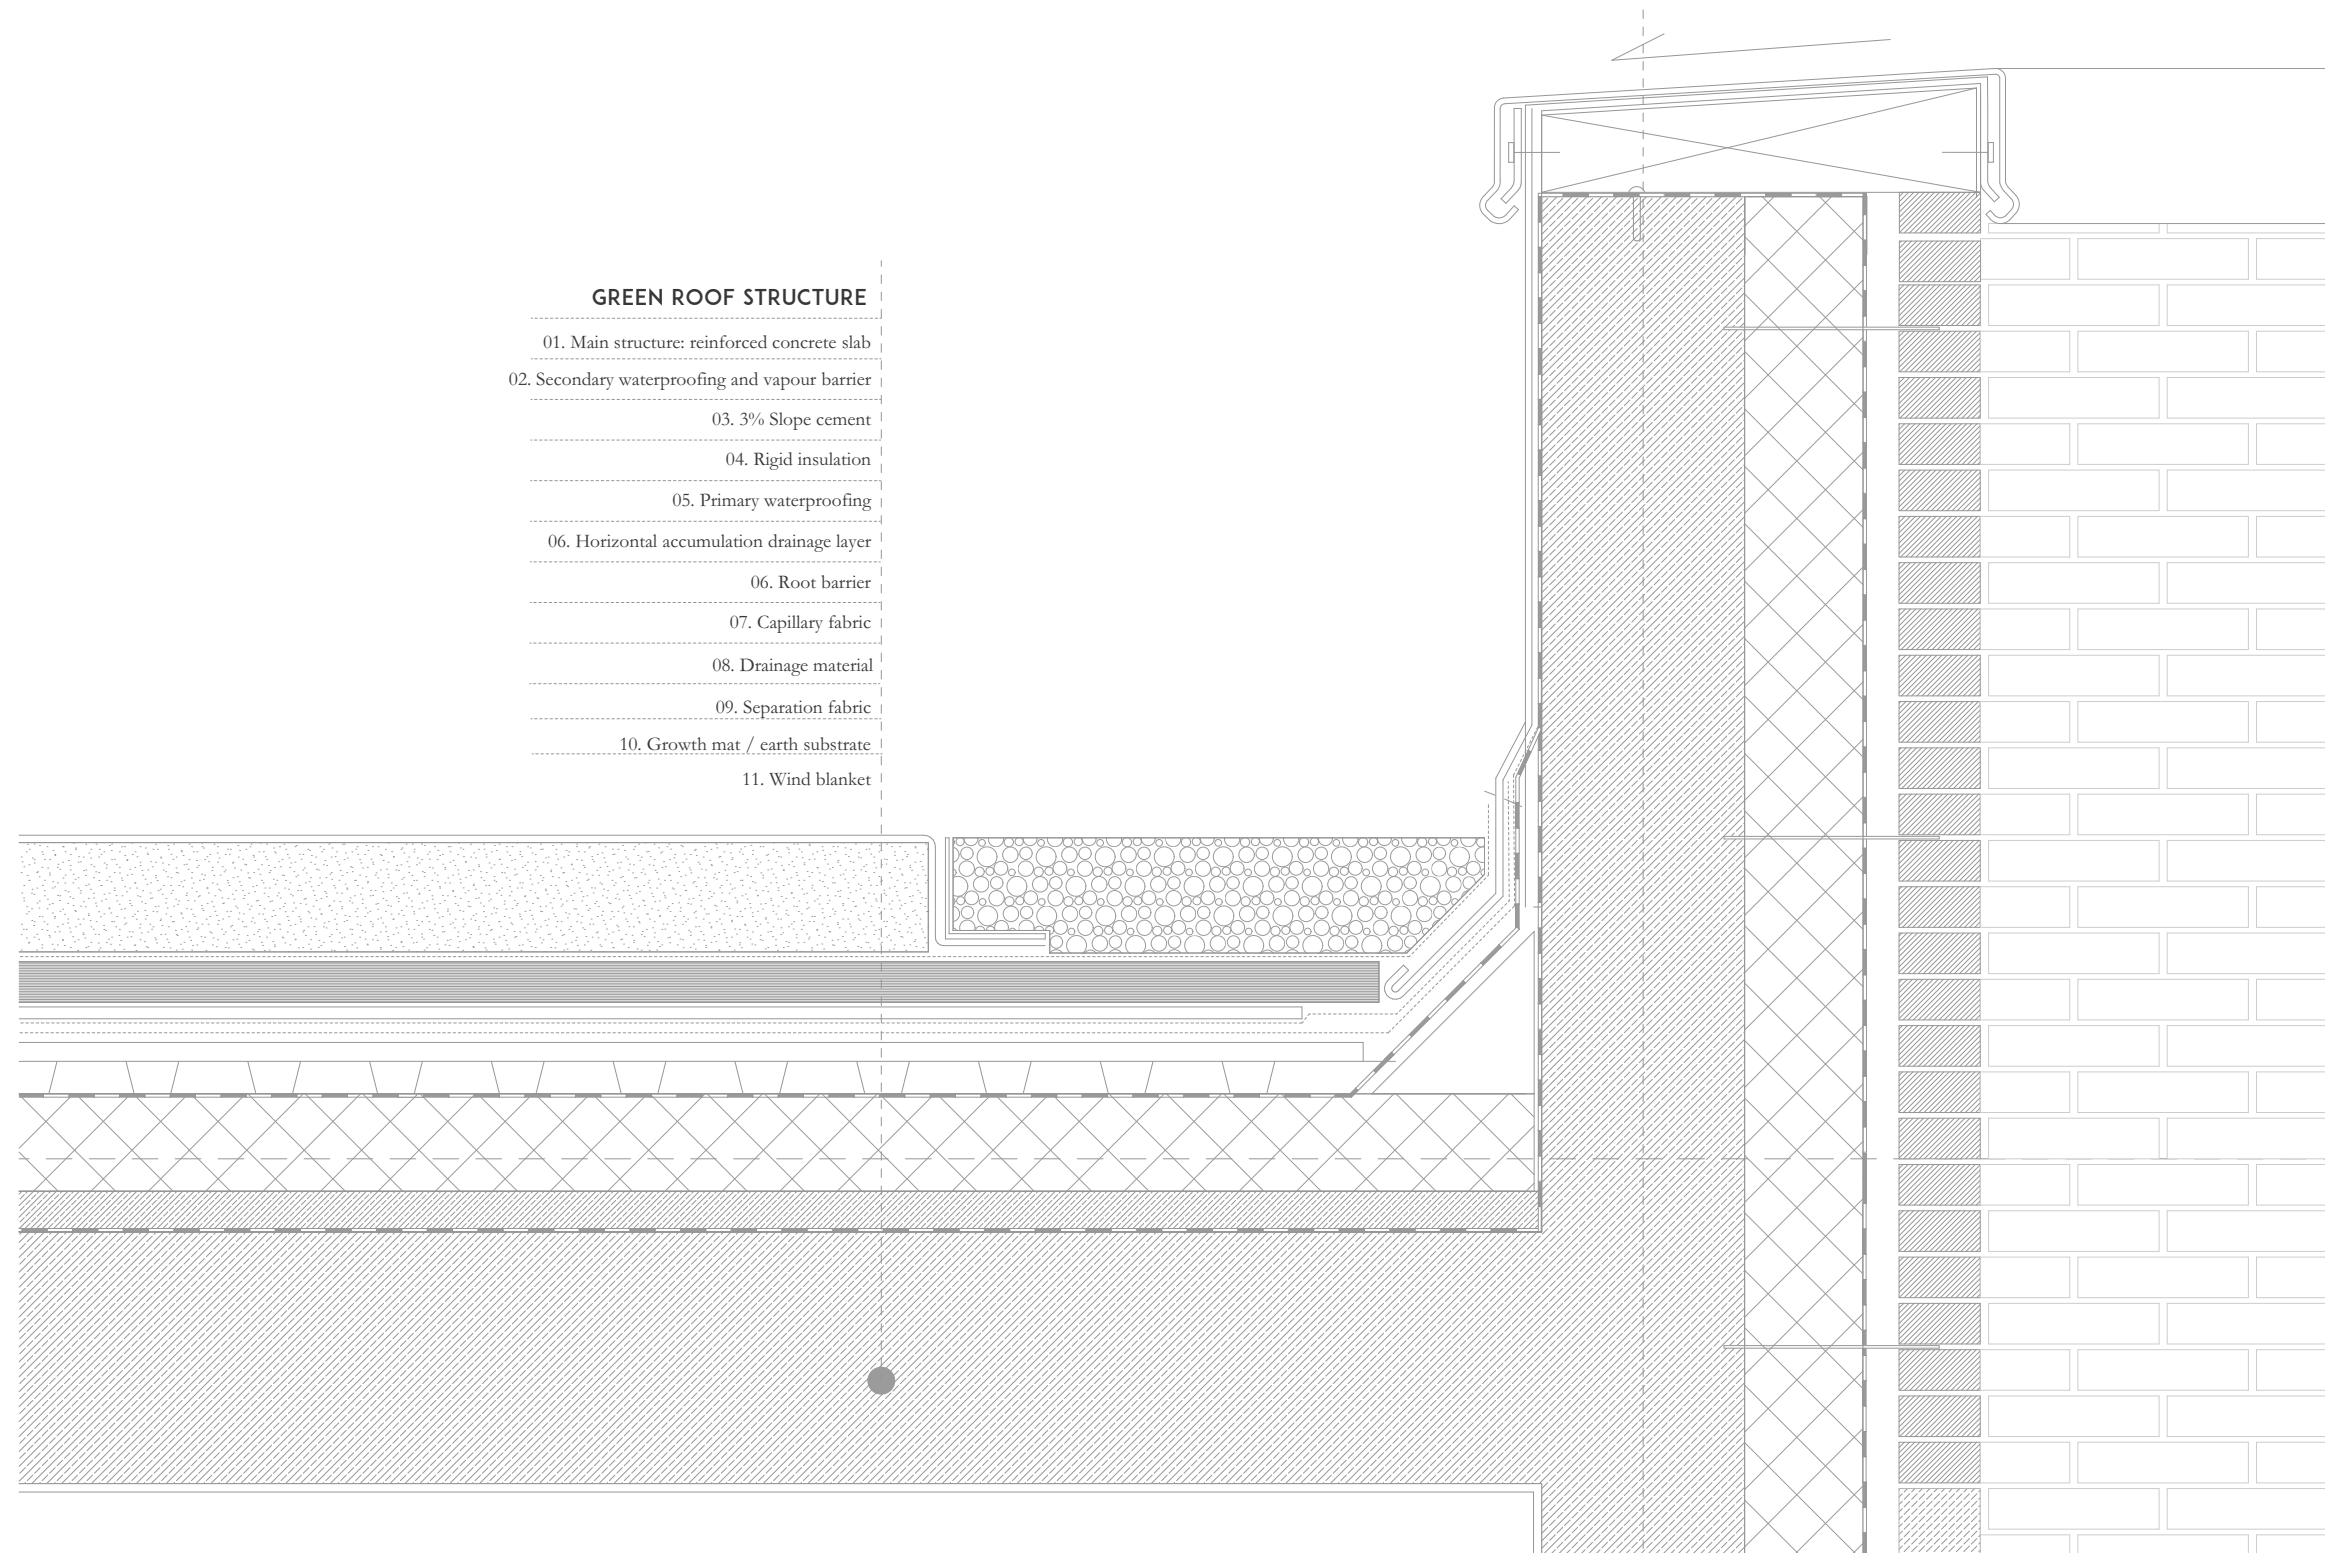 GREEN ROOF STRUCTURE
01. Main structure: reinforced concrete slab
02. Secondary waterproofing and vapour barrier
03. 3% Slope cement
04. Rigid insulation
05. Primary waterproofing
06. Horizontal accumulation drainage layer
06. Root barrier
07. Capillary fabric
08. Drainage material
09. Separation fabric
10. Growth mat / earth substrate
11. Wind blanket